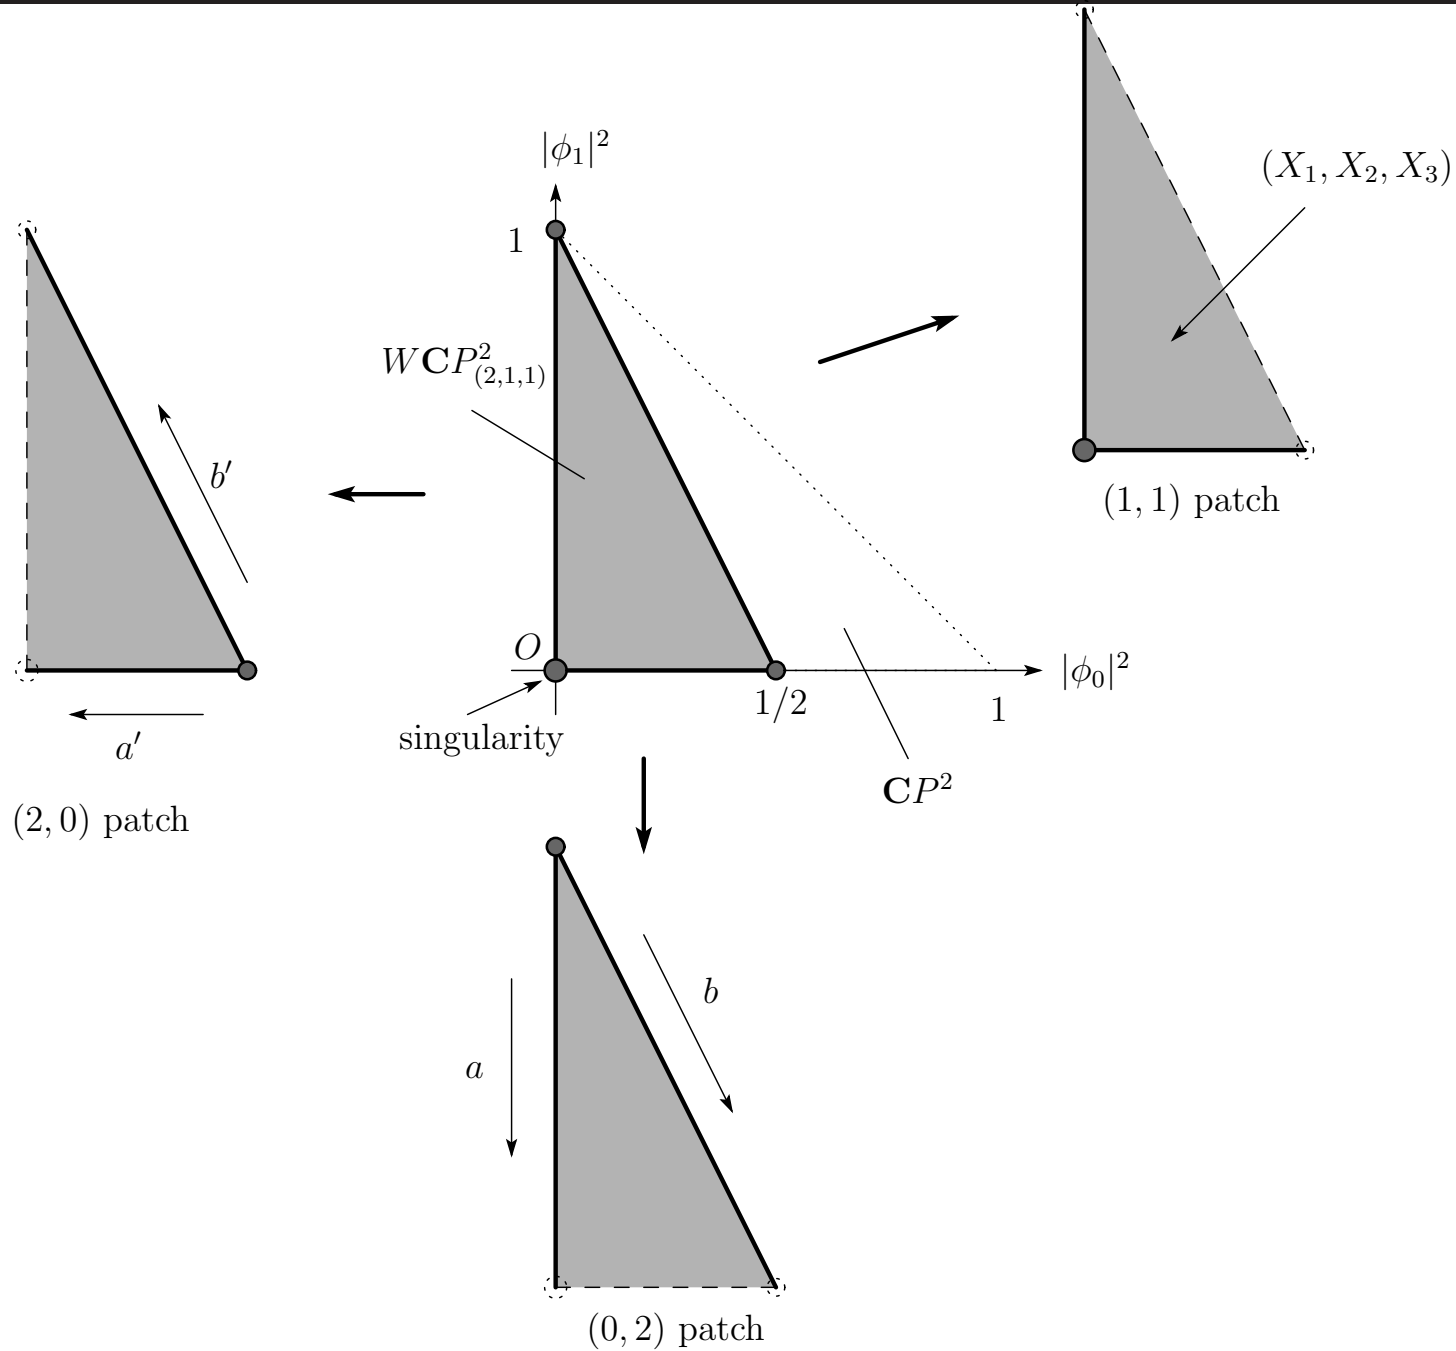 |ϕ₁|²
(X₁, X₂, X₃)
1
W𝐂P²₍₂,₁,₁₎
b′
(1, 1) patch
O
|ϕ₀|²
1/2
1
singularity
a′
𝐂P²
(2, 0) patch
b
a
(0, 2) patch